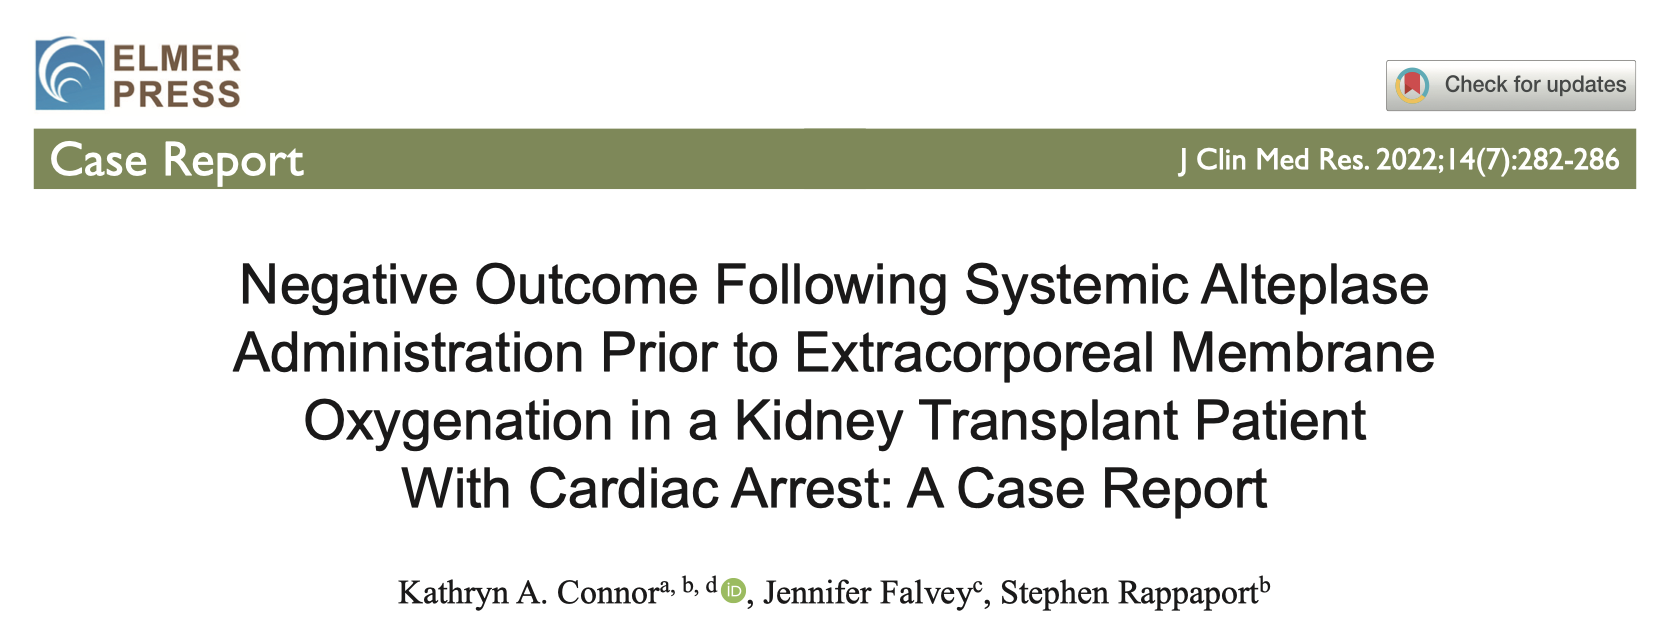 ELMER
PRESS
Check for updates
Case Report
J Clin Med Res. 2022;14(7):282-286
Negative Outcome Following Systemic Alteplase
Administration Prior to Extracorporeal Membrane
Oxygenation in a Kidney Transplant Patient
With Cardiac Arrest: A Case Report
Kathryn A. Connor^a, b, d iD, Jennifer Falvey^c, Stephen Rappaport^b